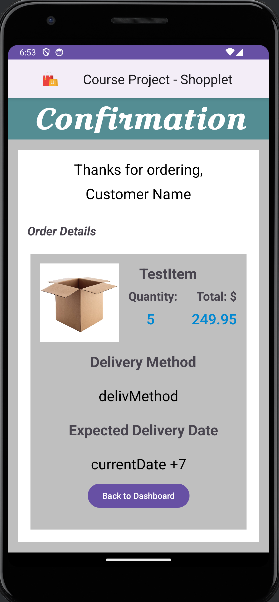 6:53
Course Project - Shopplet
Confirmation
Thanks for ordering,
Customer Name
Order Details
TestItem
Quantity: Total: $
5 249.95
Delivery Method
delivMethod
Expected Delivery Date
currentDate +7
Back to Dashboard